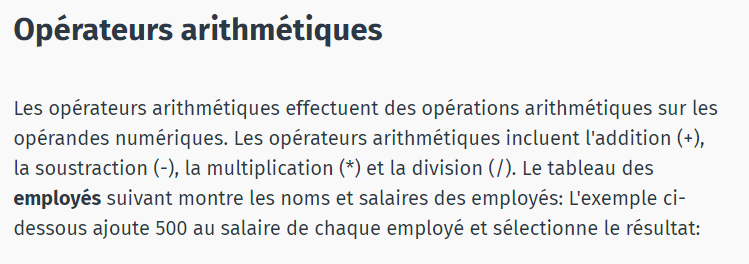 Opérateurs arithmétiques
Les opérateurs arithmétiques effectuent des opérations arithmétiques sur les
opérandes numériques. Les opérateurs arithmétiques incluent l'addition (+),
la soustraction (-), la multiplication (*) et la division (/). Le tableau des
employés suivant montre les noms et salaires des employés: L'exemple ci-
dessous ajoute 500 au salaire de chaque employé et sélectionne le résultat: